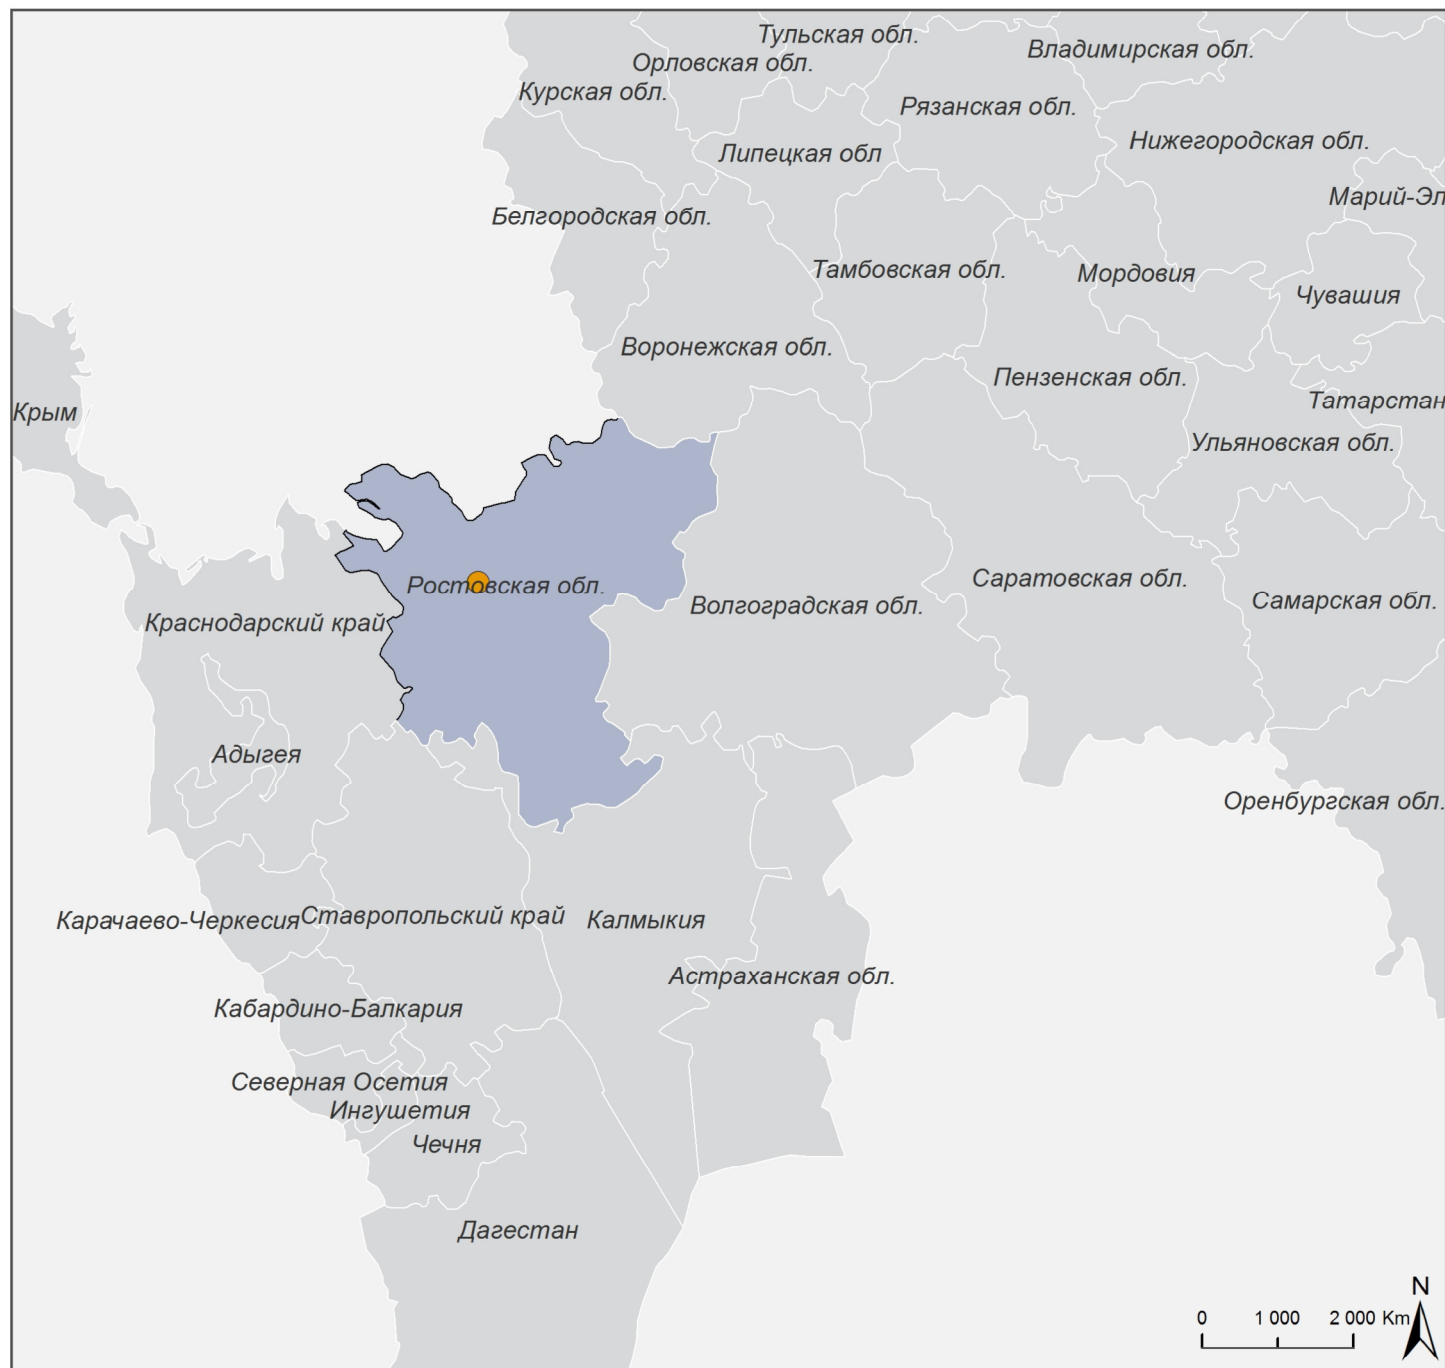 Тульская обл.
Владимирская обл.
Орловская обл.
Курская обл.
Рязанская обл.
Нижегородская обл.
Липецкая обл
Марий-Эл
Белгородская обл.
Тамбовская обл.
Мордовия
Чувашия
Воронежская обл.
Пензенская обл.
Татарстан
Крым
Ульяновская обл.
Ростовская обл.
Саратовская обл.
Самарская обл.
Волгоградская обл.
Краснодарский край
Адыгея
Оренбургская обл.
Карачаево-Черкесия
Ставропольский край
Калмыкия
Астраханская обл.
Кабардино-Балкария
Северная Осетия
Ингушетия
Чечня
Дагестан
N
0 1 000 2 000 Km